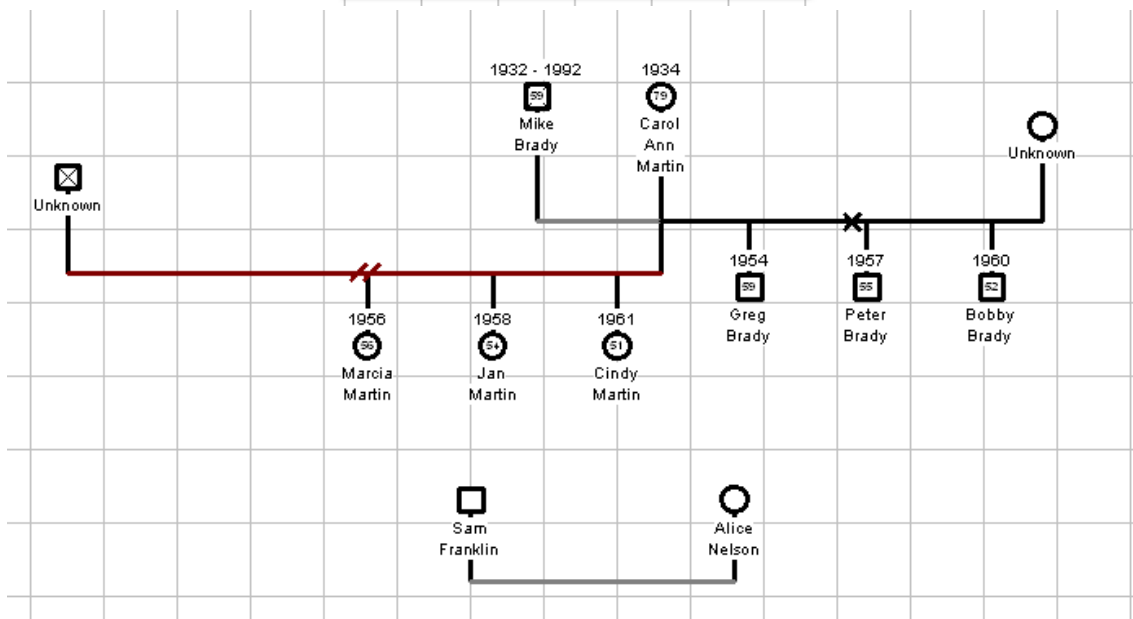 1932 - 1992
1934
59
79
Mike
Brady
Carol
Ann
Martin
Unknown
Unknown
1954
1957
1960
59
55
52
Greg
Brady
Peter
Brady
Bobby
Brady
1956
1958
1961
56
54
51
Marcia
Martin
Jan
Martin
Cindy
Martin
Sam
Franklin
Alice
Nelson